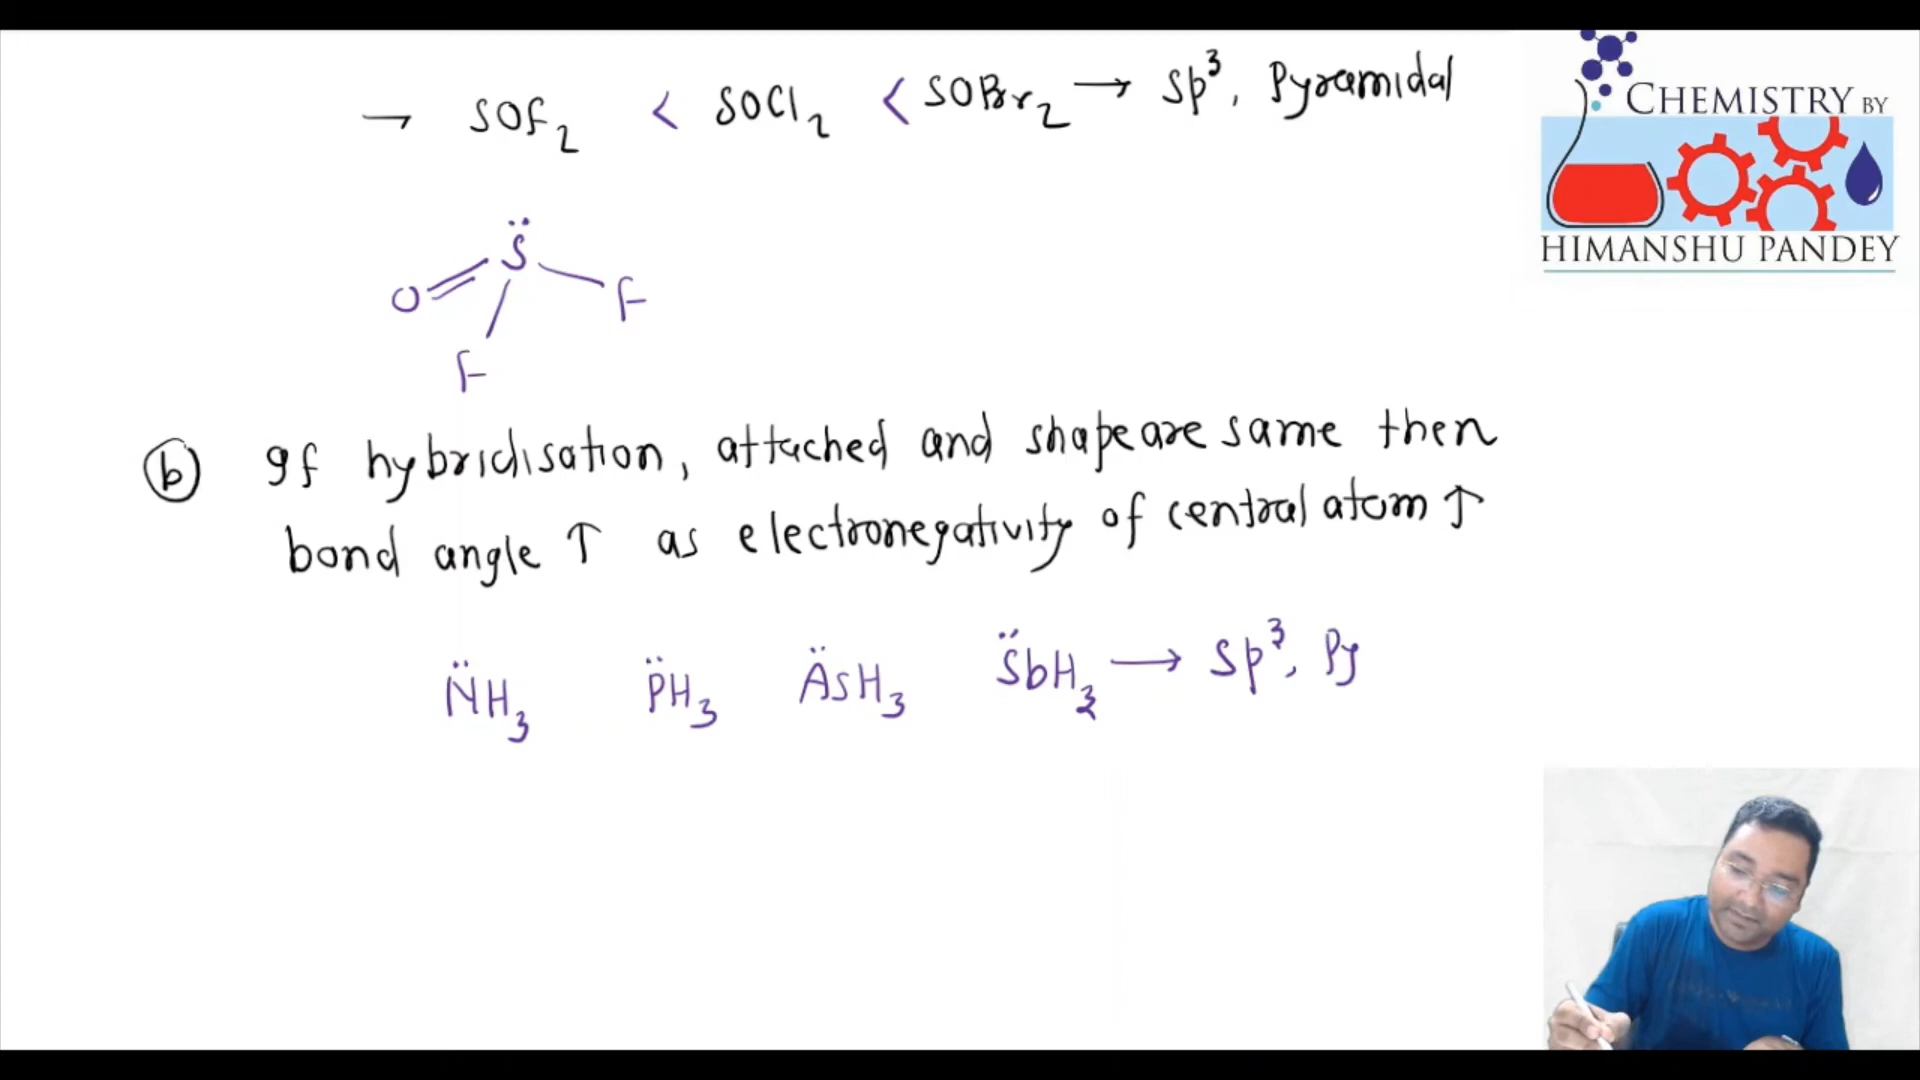 → SOF2 < SOCl2 < SOBr2 → Sp³, Pyramidal
CHEMISTRY BY
HIMANSHU PANDEY
S
O
F
F
(b) If hybridisation, attached and shape are same then
bond angle ↑ as electronegativity of central atom ↑
NH3 PH3 AsH3 SbH3 → Sp³, Py